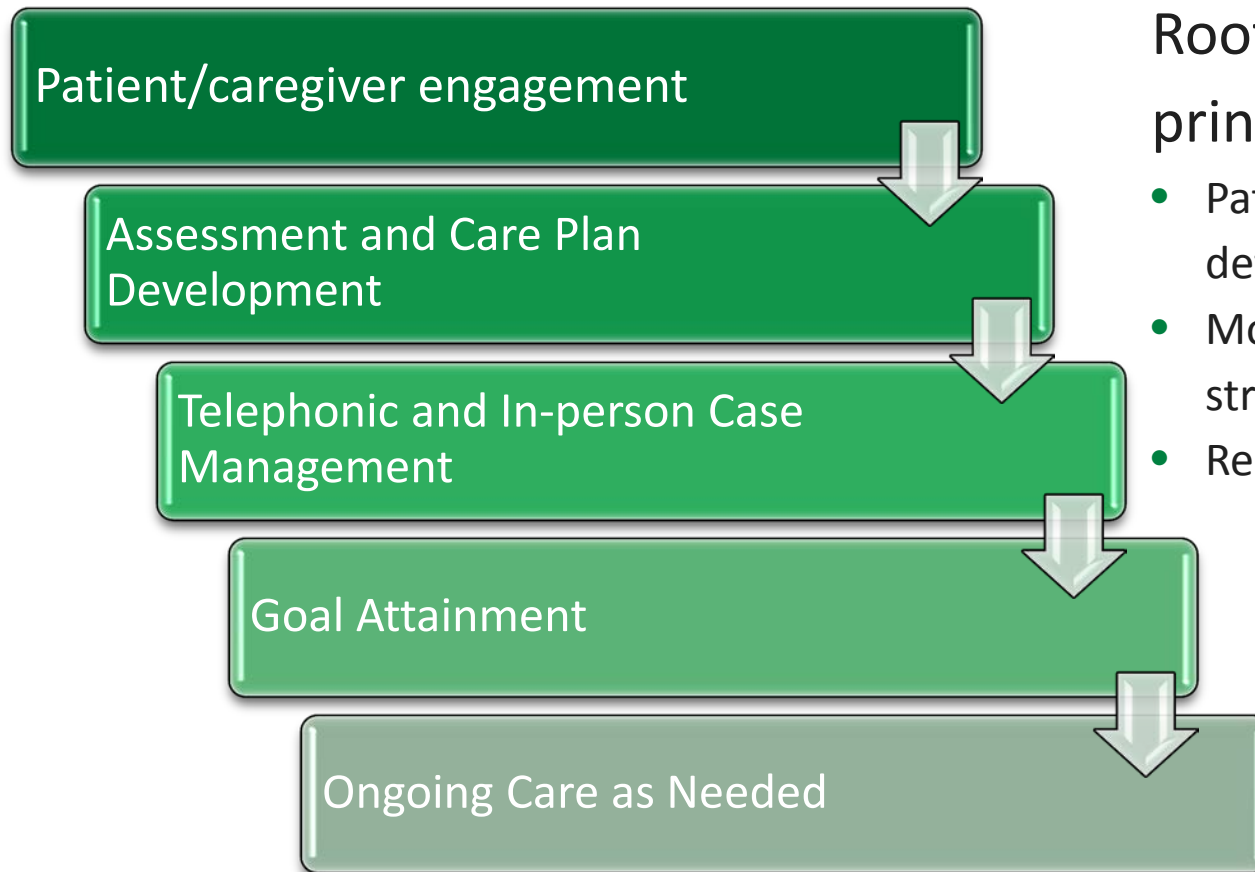 Patient/caregiver engagement
Assessment and Care Plan
Development
Telephonic and In-person Case
Management
Goal Attainment
Ongoing Care as Needed